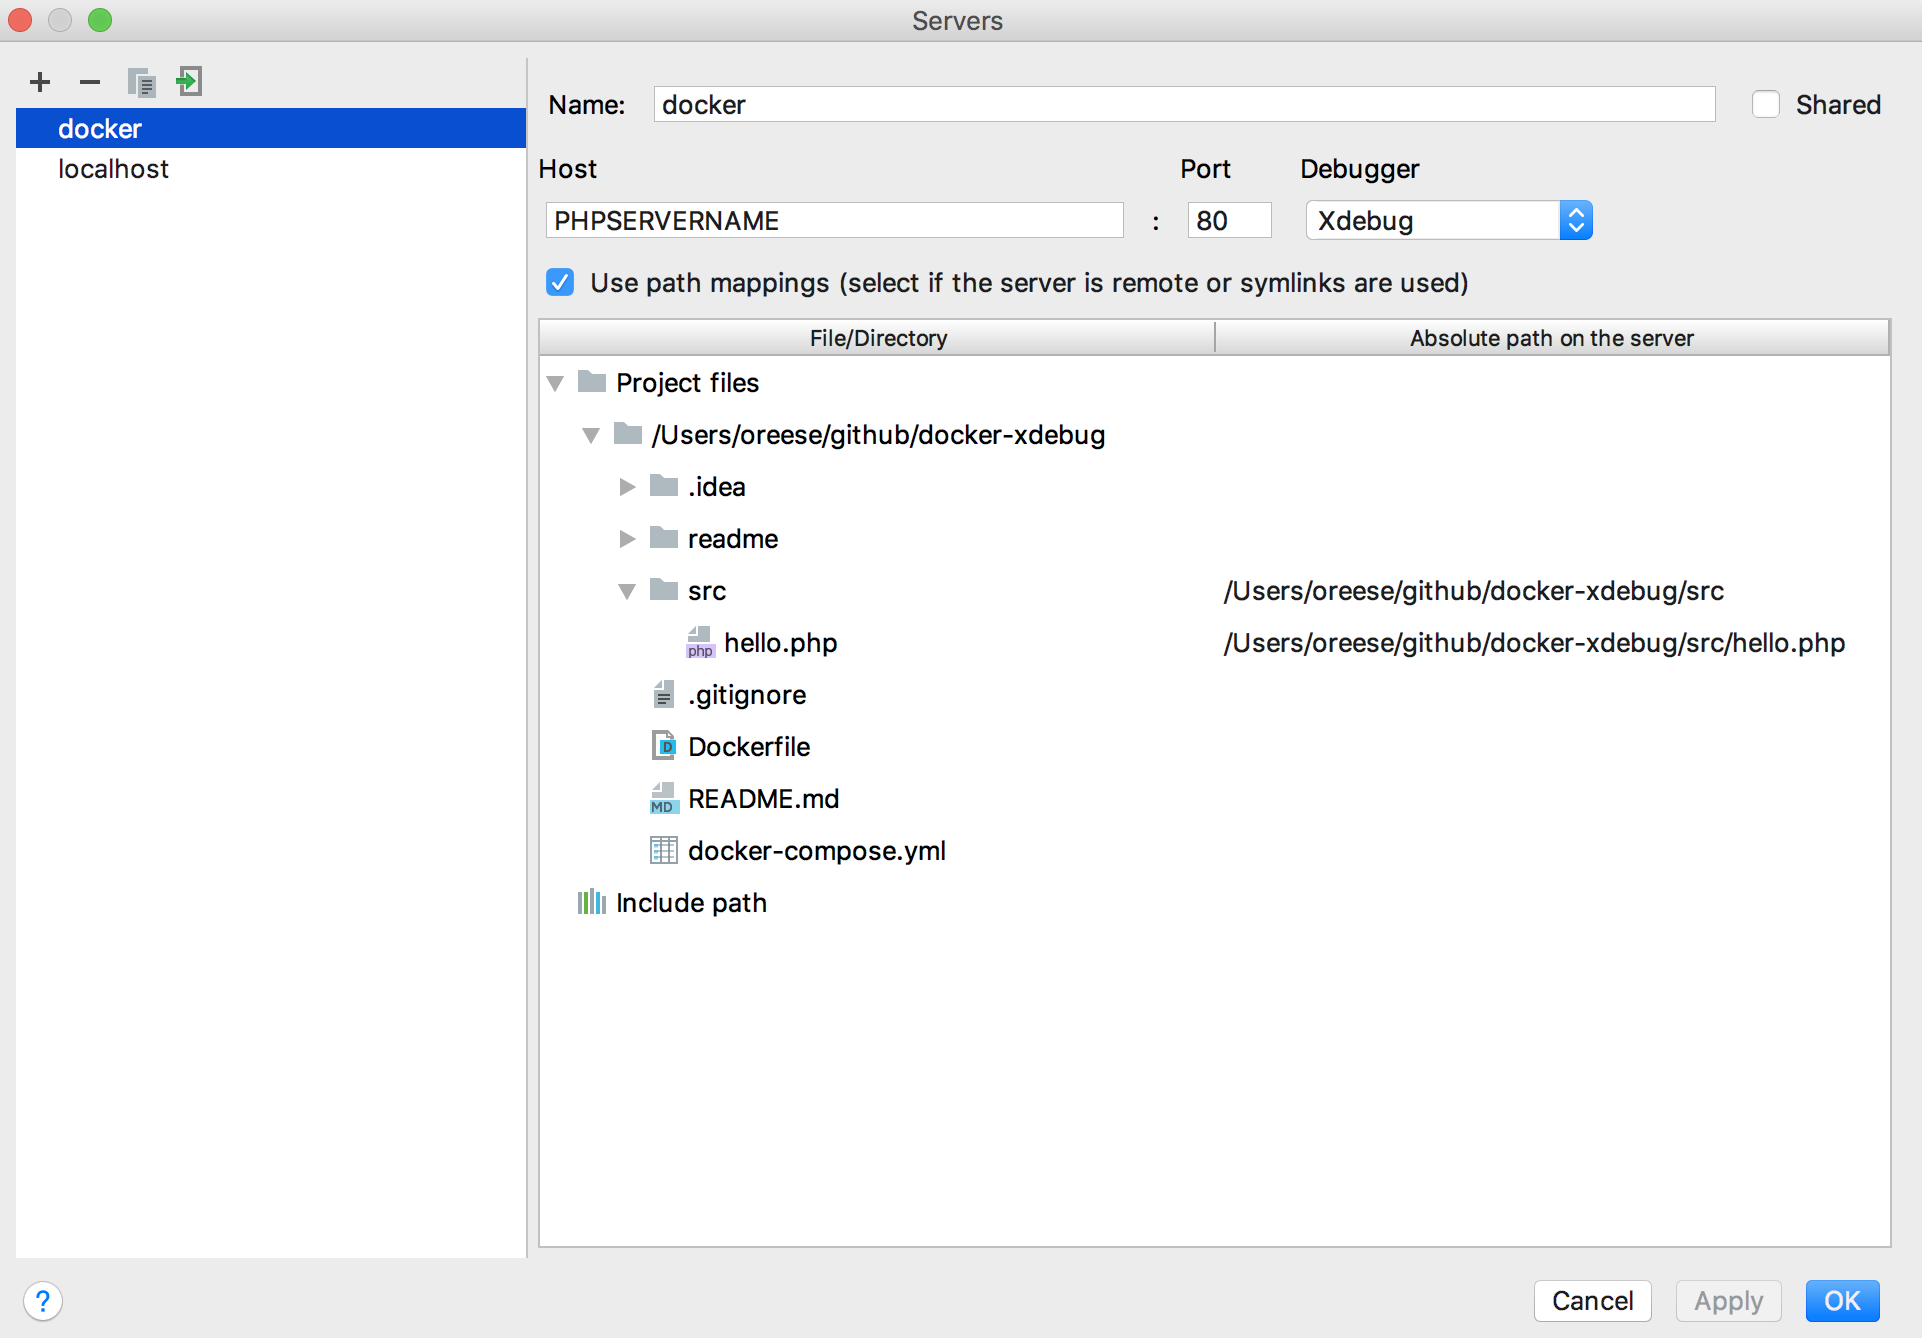 Servers
docker
localhost
Name: docker Shared
Host Port Debugger
PHPSERVERNAME : 80 Xdebug
Use path mappings (select if the server is remote or symlinks are used)
File/Directory Absolute path on the server
Project files
/Users/oreese/github/docker-xdebug
.idea
readme
src /Users/oreese/github/docker-xdebug/src
php hello.php /Users/oreese/github/docker-xdebug/src/hello.php
.gitignore
D Dockerfile
MD README.md
docker-compose.yml
Include path
? Cancel Apply OK